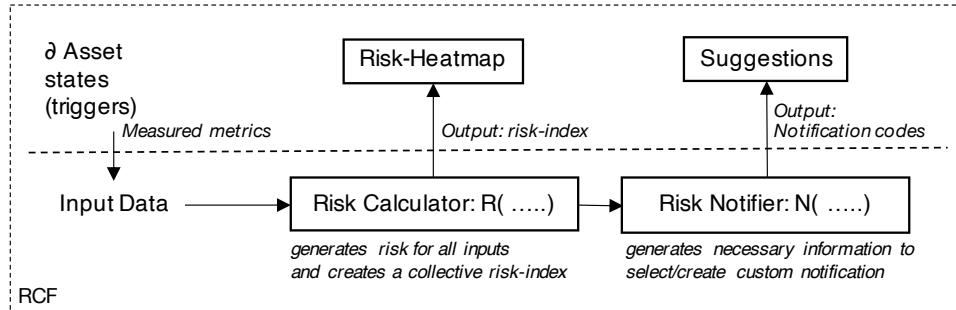 ∂ Asset
states
(triggers)
Risk-Heatmap
Suggestions
Measured metrics
Output: risk-index
Output:
Notification codes
Input Data
Risk Calculator: R( …..)
Risk Notifier: N( …..)
generates risk for all inputs
and creates a collective risk-index
generates necessary information to
select/create custom notification
RCF